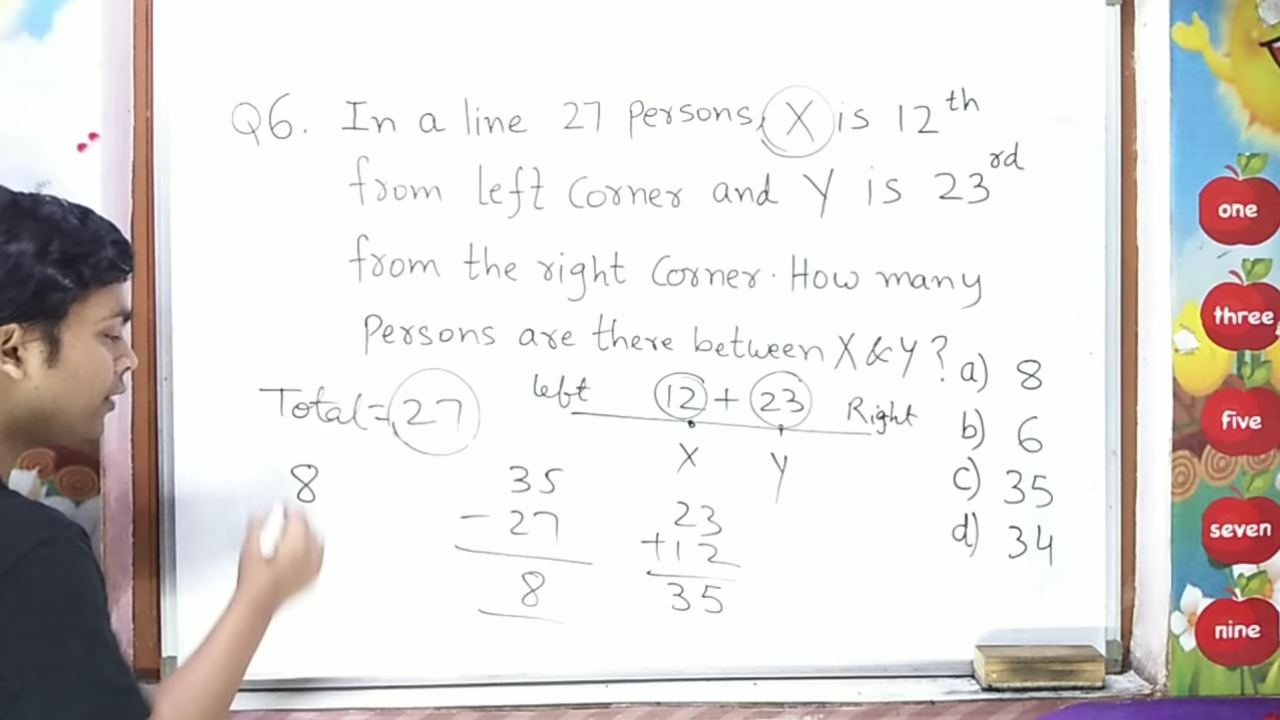 Q6. In a line 27 persons, X is 12th
from left corner and Y is 23rd
from the right corner. How many
persons are there between X & Y?
a) 8
b) 6
c) 35
d) 34
Total = 27
left 12 + 23 Right
X Y
8
35
- 27
8
23
+12
35
one
three
five
seven
nine